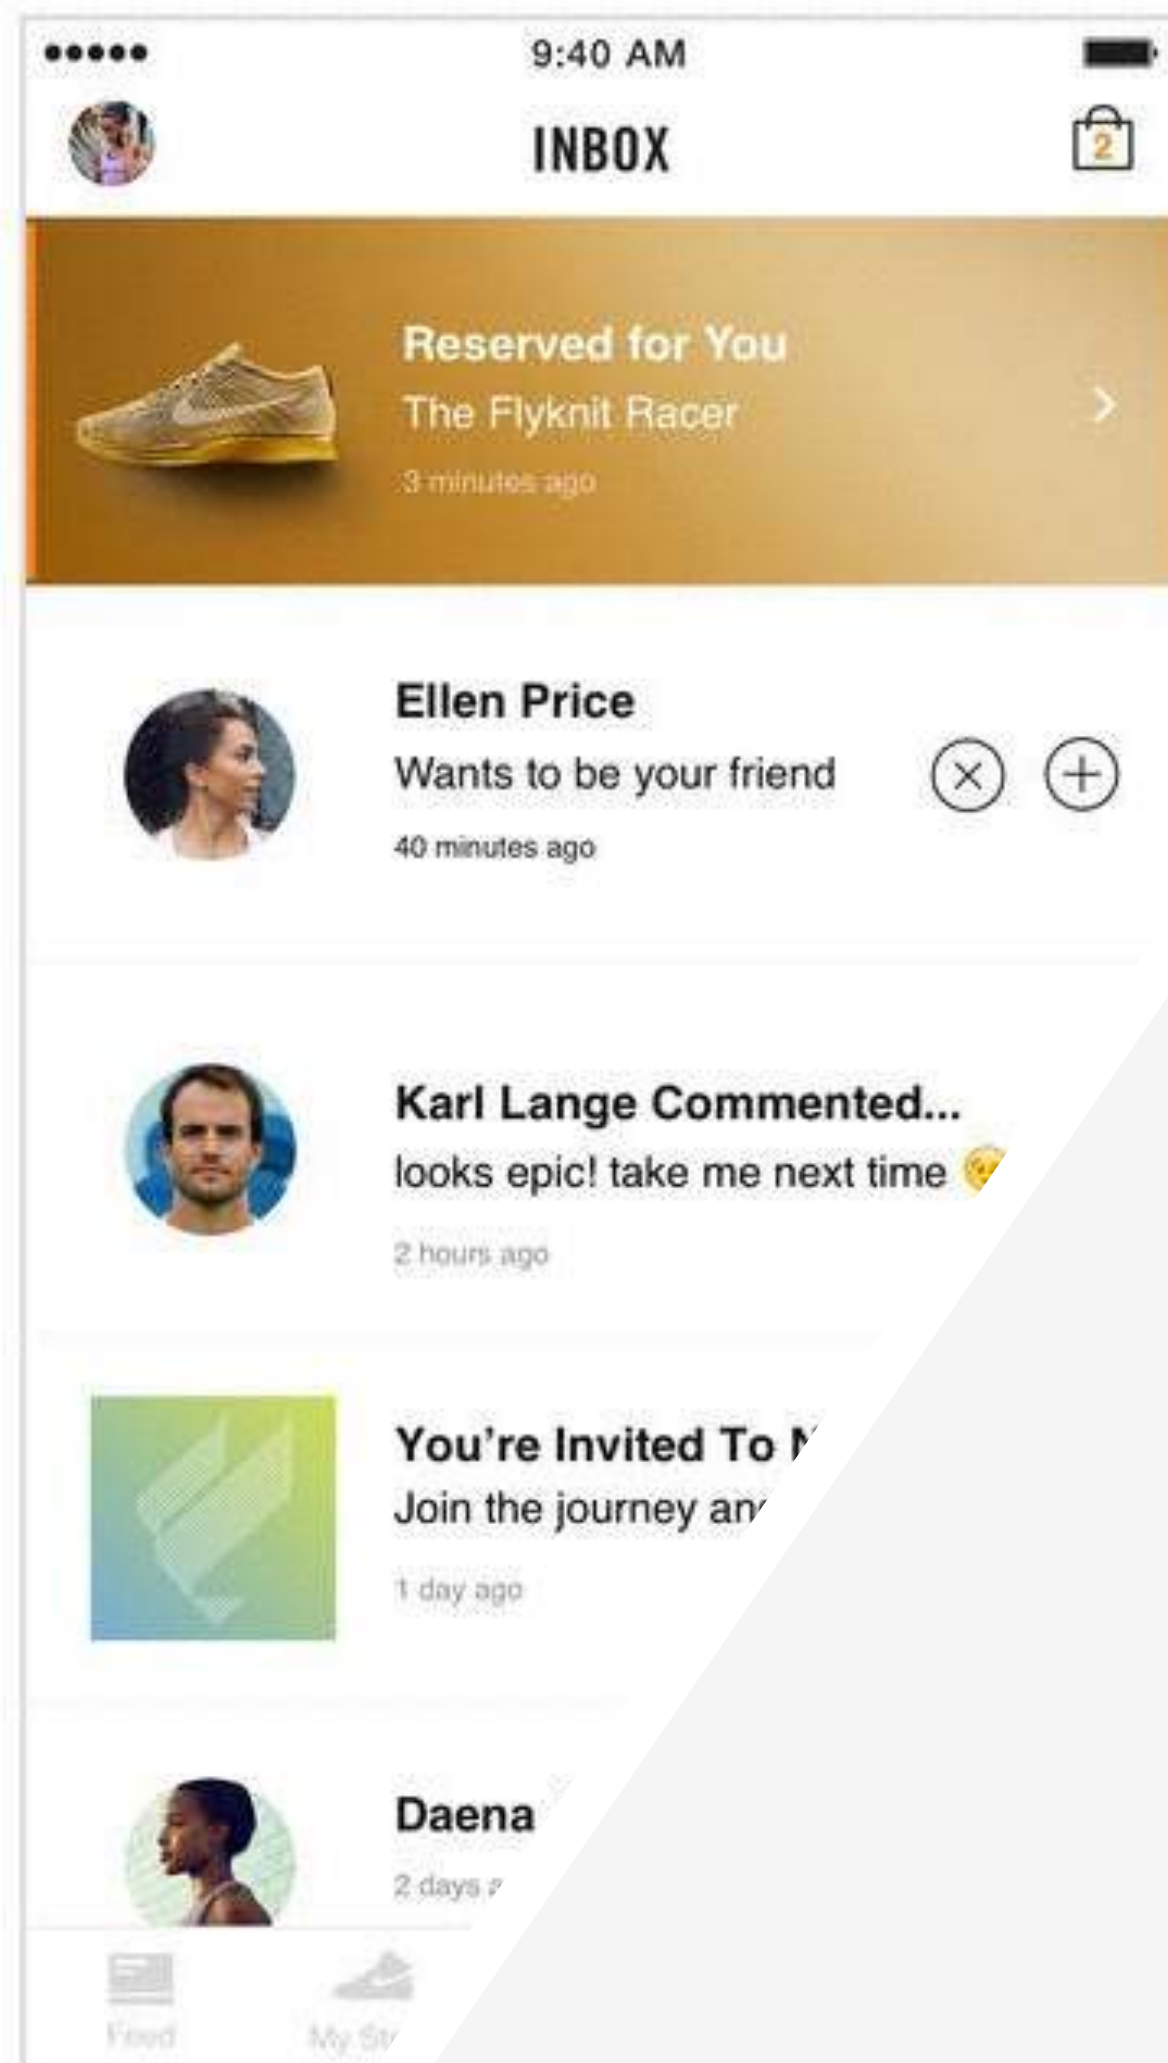 9:40 AM
INBOX
2
Reserved for You
The Flyknit Racer
3 minutes ago
Ellen Price
Wants to be your friend
40 minutes ago
Karl Lange Commented...
looks epic! take me next time 😉
2 hours ago
You’re Invited To
Join the journey
1 day ago
Daena
2 days
Feed
My